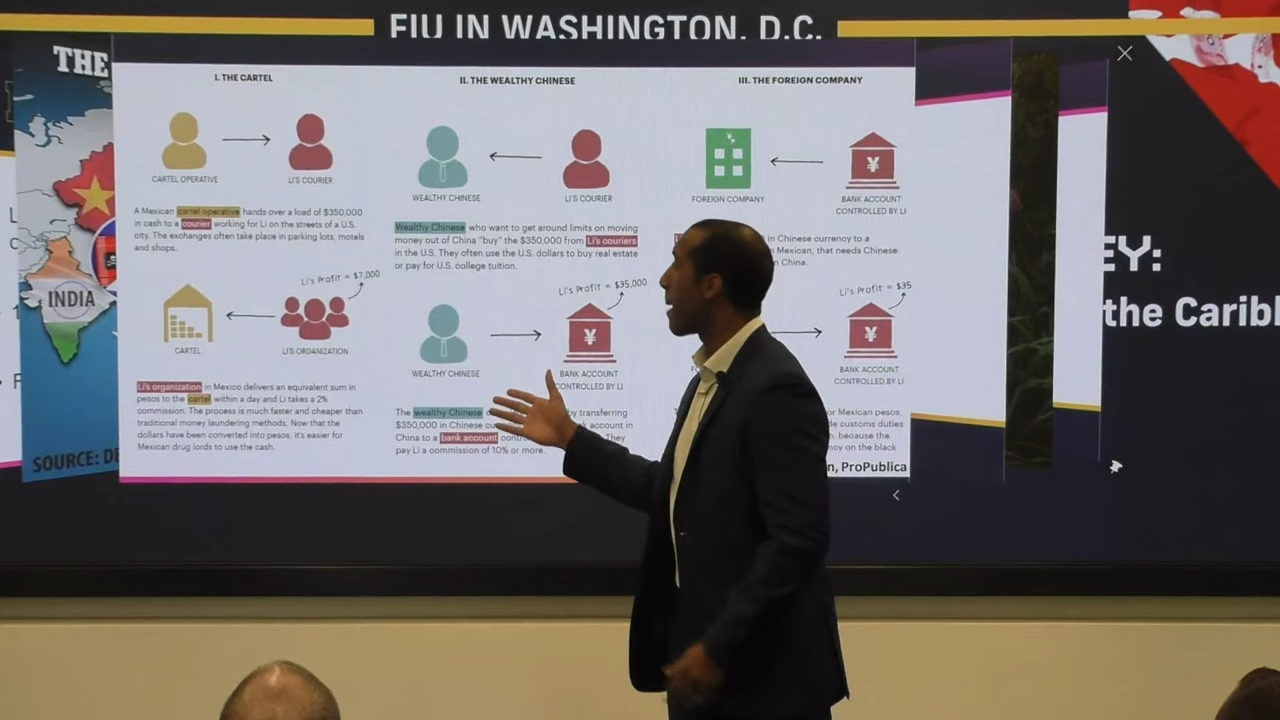 FIU IN WASHINGTON, D.C.
THE
INDIA
SOURCE: DE
I. THE CARTEL
CARTEL OPERATIVE
LI'S COURIER
A Mexican cartel operative hands over a load of $350,000
in cash to a courier working for Li on the streets of a U.S.
city. The exchanges often take place in parking lots, motels
and shops.
Li's Profit = $7,000
CARTEL
LI'S ORGANIZATION
Li's organization in Mexico delivers an equivalent sum in
pesos to the cartel within a day and Li takes a 2%
commission. The process is much faster and cheaper than
traditional money laundering methods. Now that the
dollars have been converted into pesos, it's easier for
Mexican drug lords to use the cash.
II. THE WEALTHY CHINESE
WEALTHY CHINESE
LI'S COURIER
Wealthy Chinese who want to get around limits on moving
money out of China "buy" the $350,000 from Li's couriers
in the U.S. They often use the U.S. dollars to buy real estate
or pay for U.S. college tuition.
Li's Profit = $35,000
¥
WEALTHY CHINESE
BANK ACCOUNT
CONTROLLED BY LI
The wealthy Chinese by transferring
$350,000 in Chinese account in
China to a bank account They
pay Li a commission of 10% or more.
III. THE FOREIGN COMPANY
¥
FOREIGN COMPANY
BANK ACCOUNT
CONTROLLED BY LI
in Chinese currency to a
Mexican, that needs Chinese
China.
Li's Profit = $35
¥
BANK ACCOUNT
CONTROLLED BY LI
or Mexican pesos,
customs duties
because the
on the black
ProPublica
EY:
the Carib